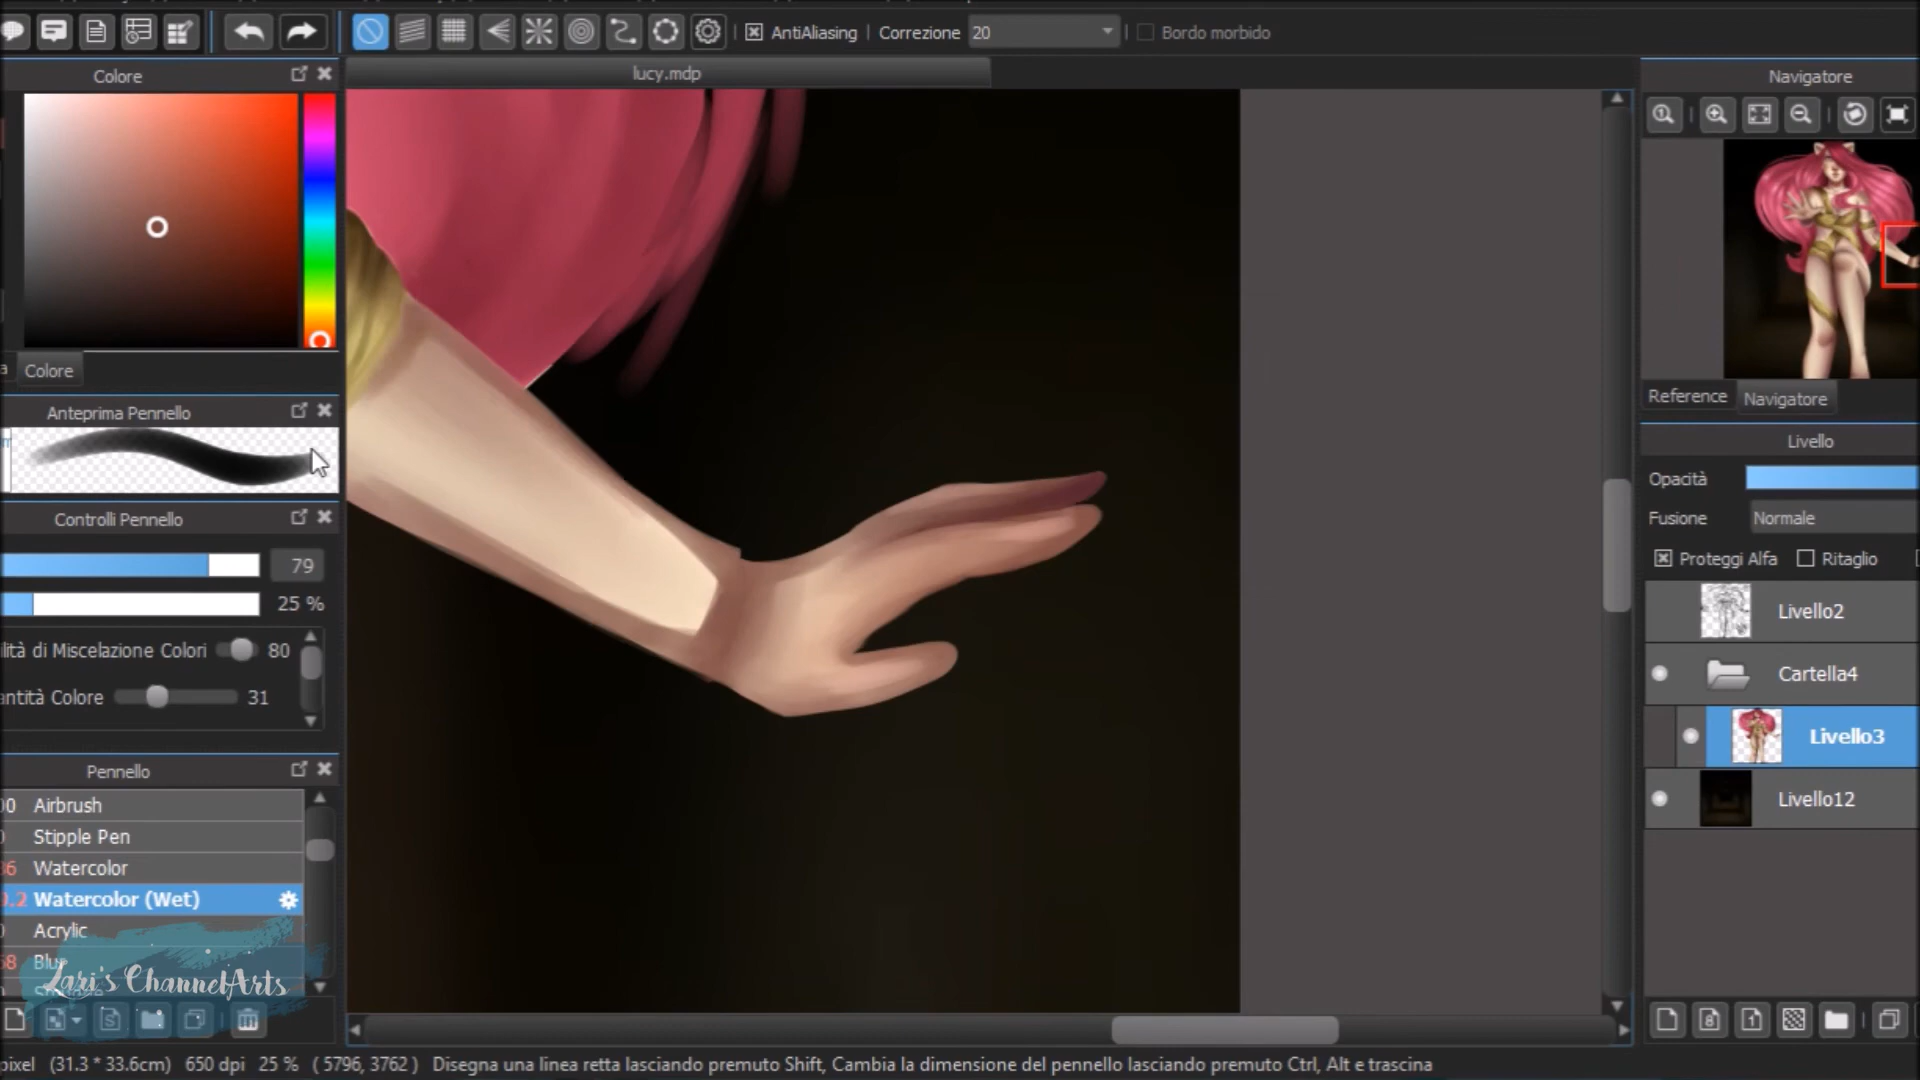 AntiAliasing
Correzione
20
Bordo morbido
Colore
lucy.mdp
Navigatore
Colore
Anteprima Pennello
Controlli Pennello
79
25 %
Miscelazione Colori
80
Colore
31
Pennello
Airbrush
Stipple Pen
Watercolor
Watercolor (Wet)
Acrylic
Lari's ChannelArts
Reference
Navigatore
Livello
Opacità
Fusione
Normale
Proteggi Alfa
Ritaglio
Livello2
Cartella4
Livello3
Livello12
pixel (31.3 * 33.6cm) 650 dpi 25 % ( 5796, 3762 ) Disegna una linea retta lasciando premuto Shift, Cambia la dimensione del pennello lasciando premuto Ctrl, Alt e trascina